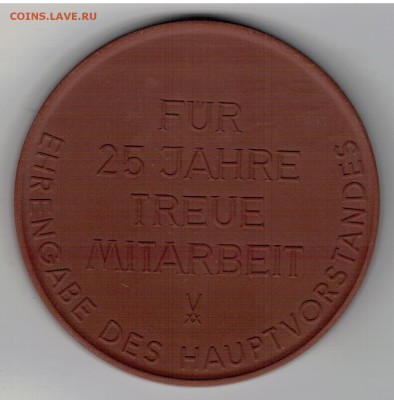 COINS.LAVE.RU
FÜR
25 JAHRE
TREUE
MITARBEIT
EHRENGABE DES HAUPTVORSTANDES